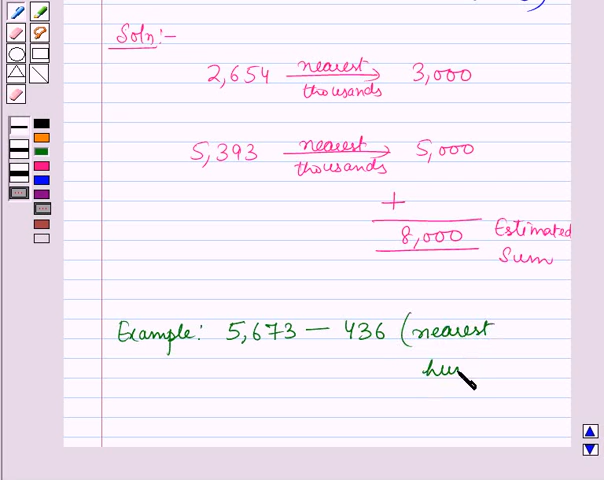 Soln:-
2,654 nearest thousands 3,000
5,393 nearest thousands 5,000
+
8,000 Estimated Sum
Example: 5,673 — 436 (nearest
hun